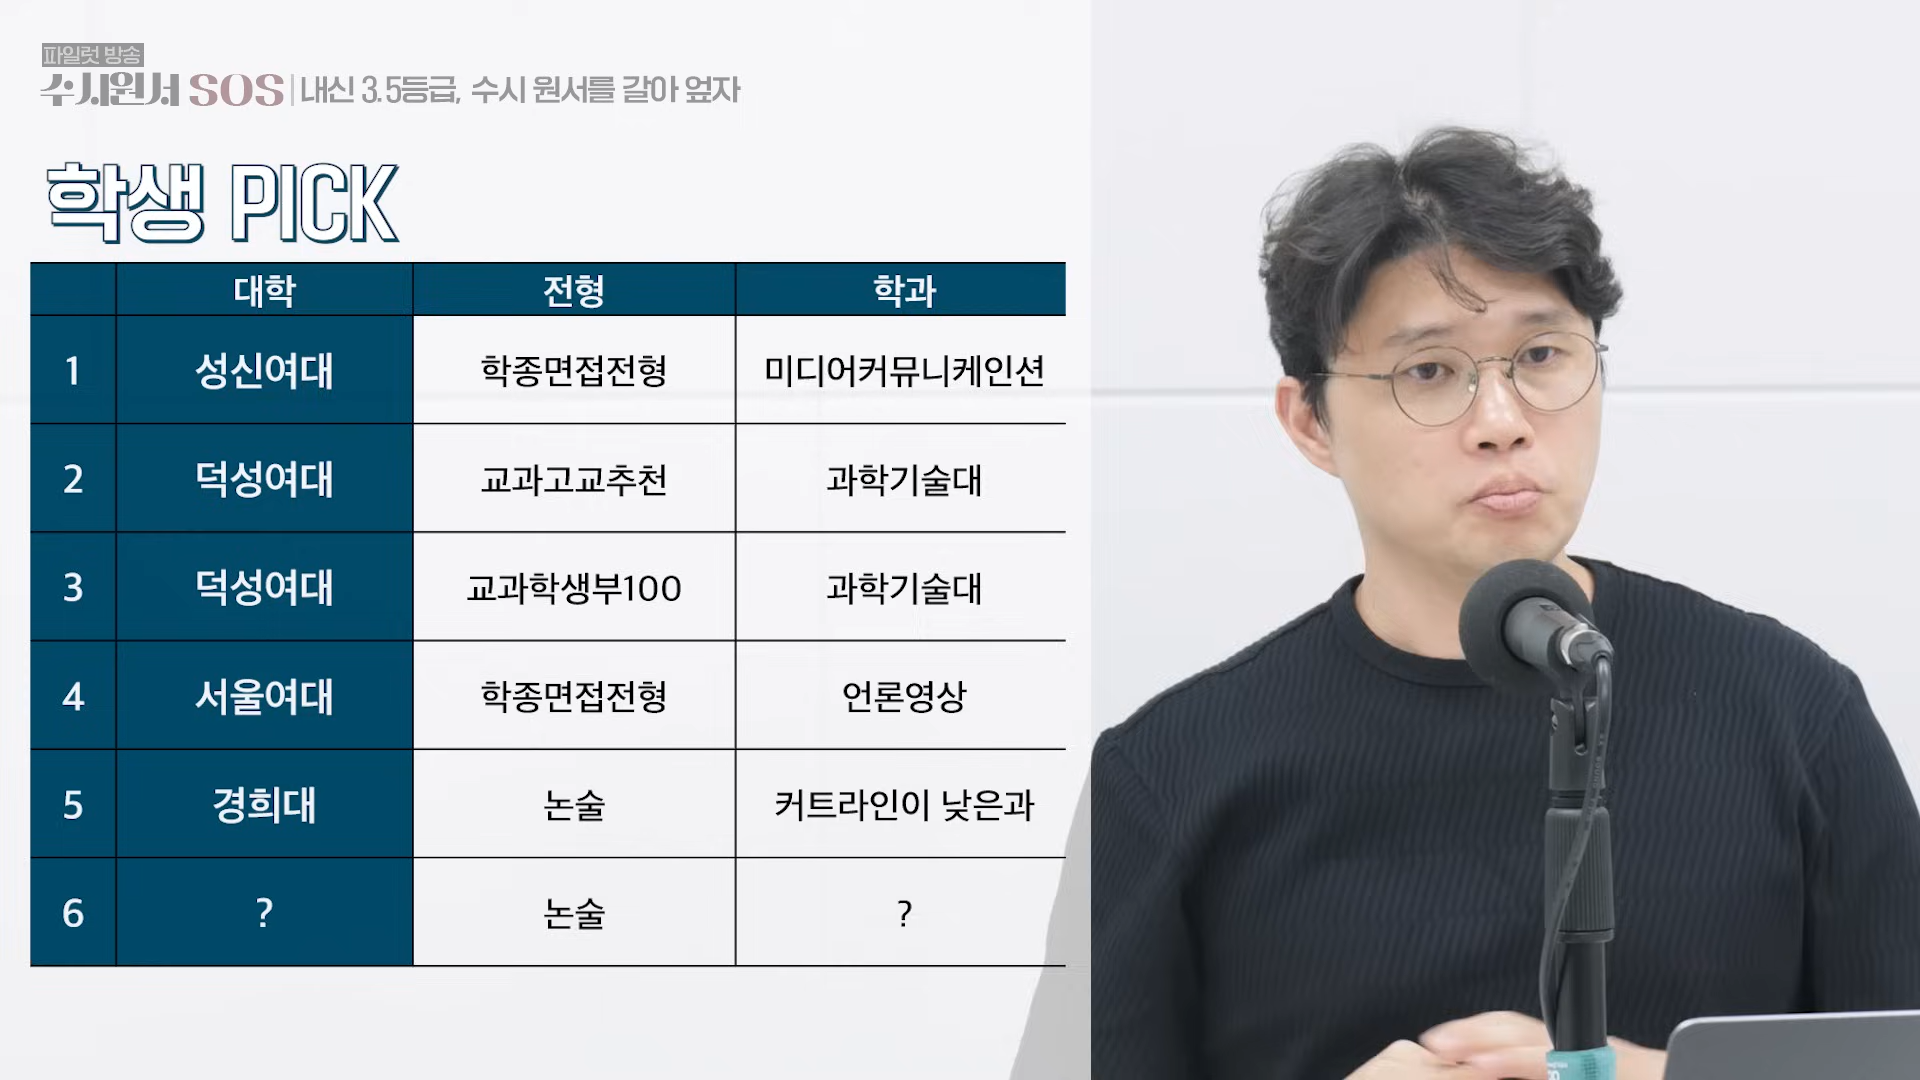 파일럿 방송
수시원서 SOS | 내신 3.5등급, 수시 원서를 갈아 엎자
학생 PICK
대학 전형 학과
1 성신여대 학종면접전형 미디어커뮤니케인션
2 덕성여대 교과고교추천 과학기술대
3 덕성여대 교과학생부100 과학기술대
4 서울여대 학종면접전형 언론영상
5 경희대 논술 커트라인이 낮은과
6 ? 논술 ?